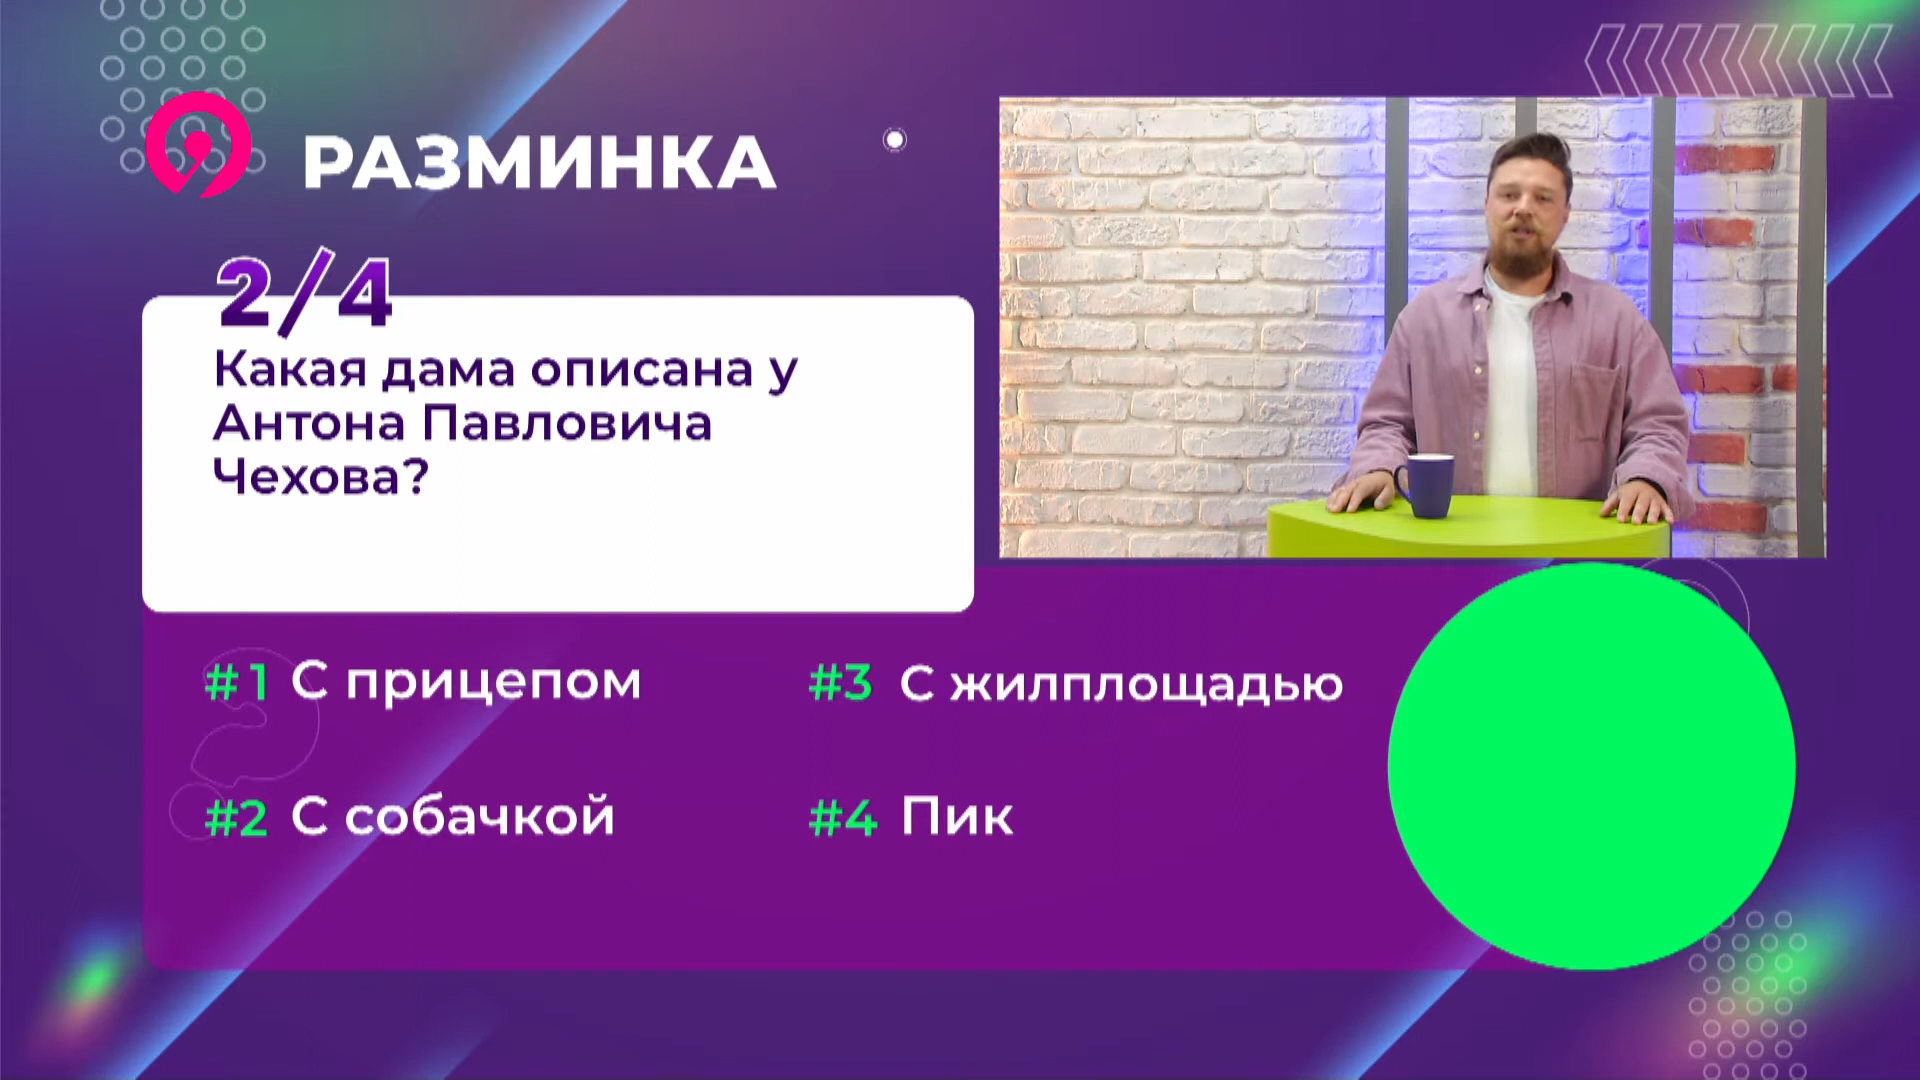 РАЗМИНКА
2/4
Какая дама описана у
Антона Павловича
Чехова?
#1 С прицепом
#2 С собачкой
#3 С жилплощадью
#4 Пик